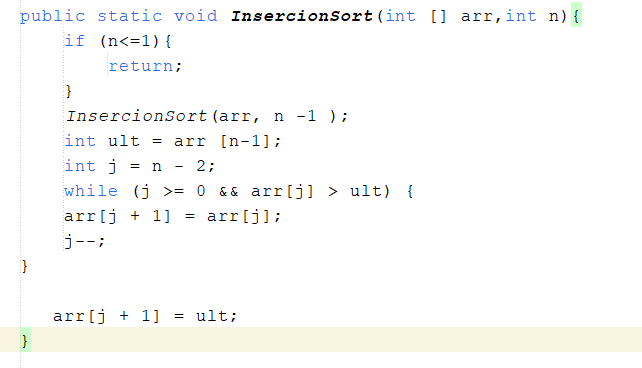 public static void InsercionSort(int [] arr,int n){
if (n<=1){
return;
}
InsercionSort(arr, n -1 );
int ult = arr [n-1];
int j = n - 2;
while (j >= 0 && arr[j] > ult) {
arr[j + 1] = arr[j];
j--;
}
arr[j + 1] = ult;
}